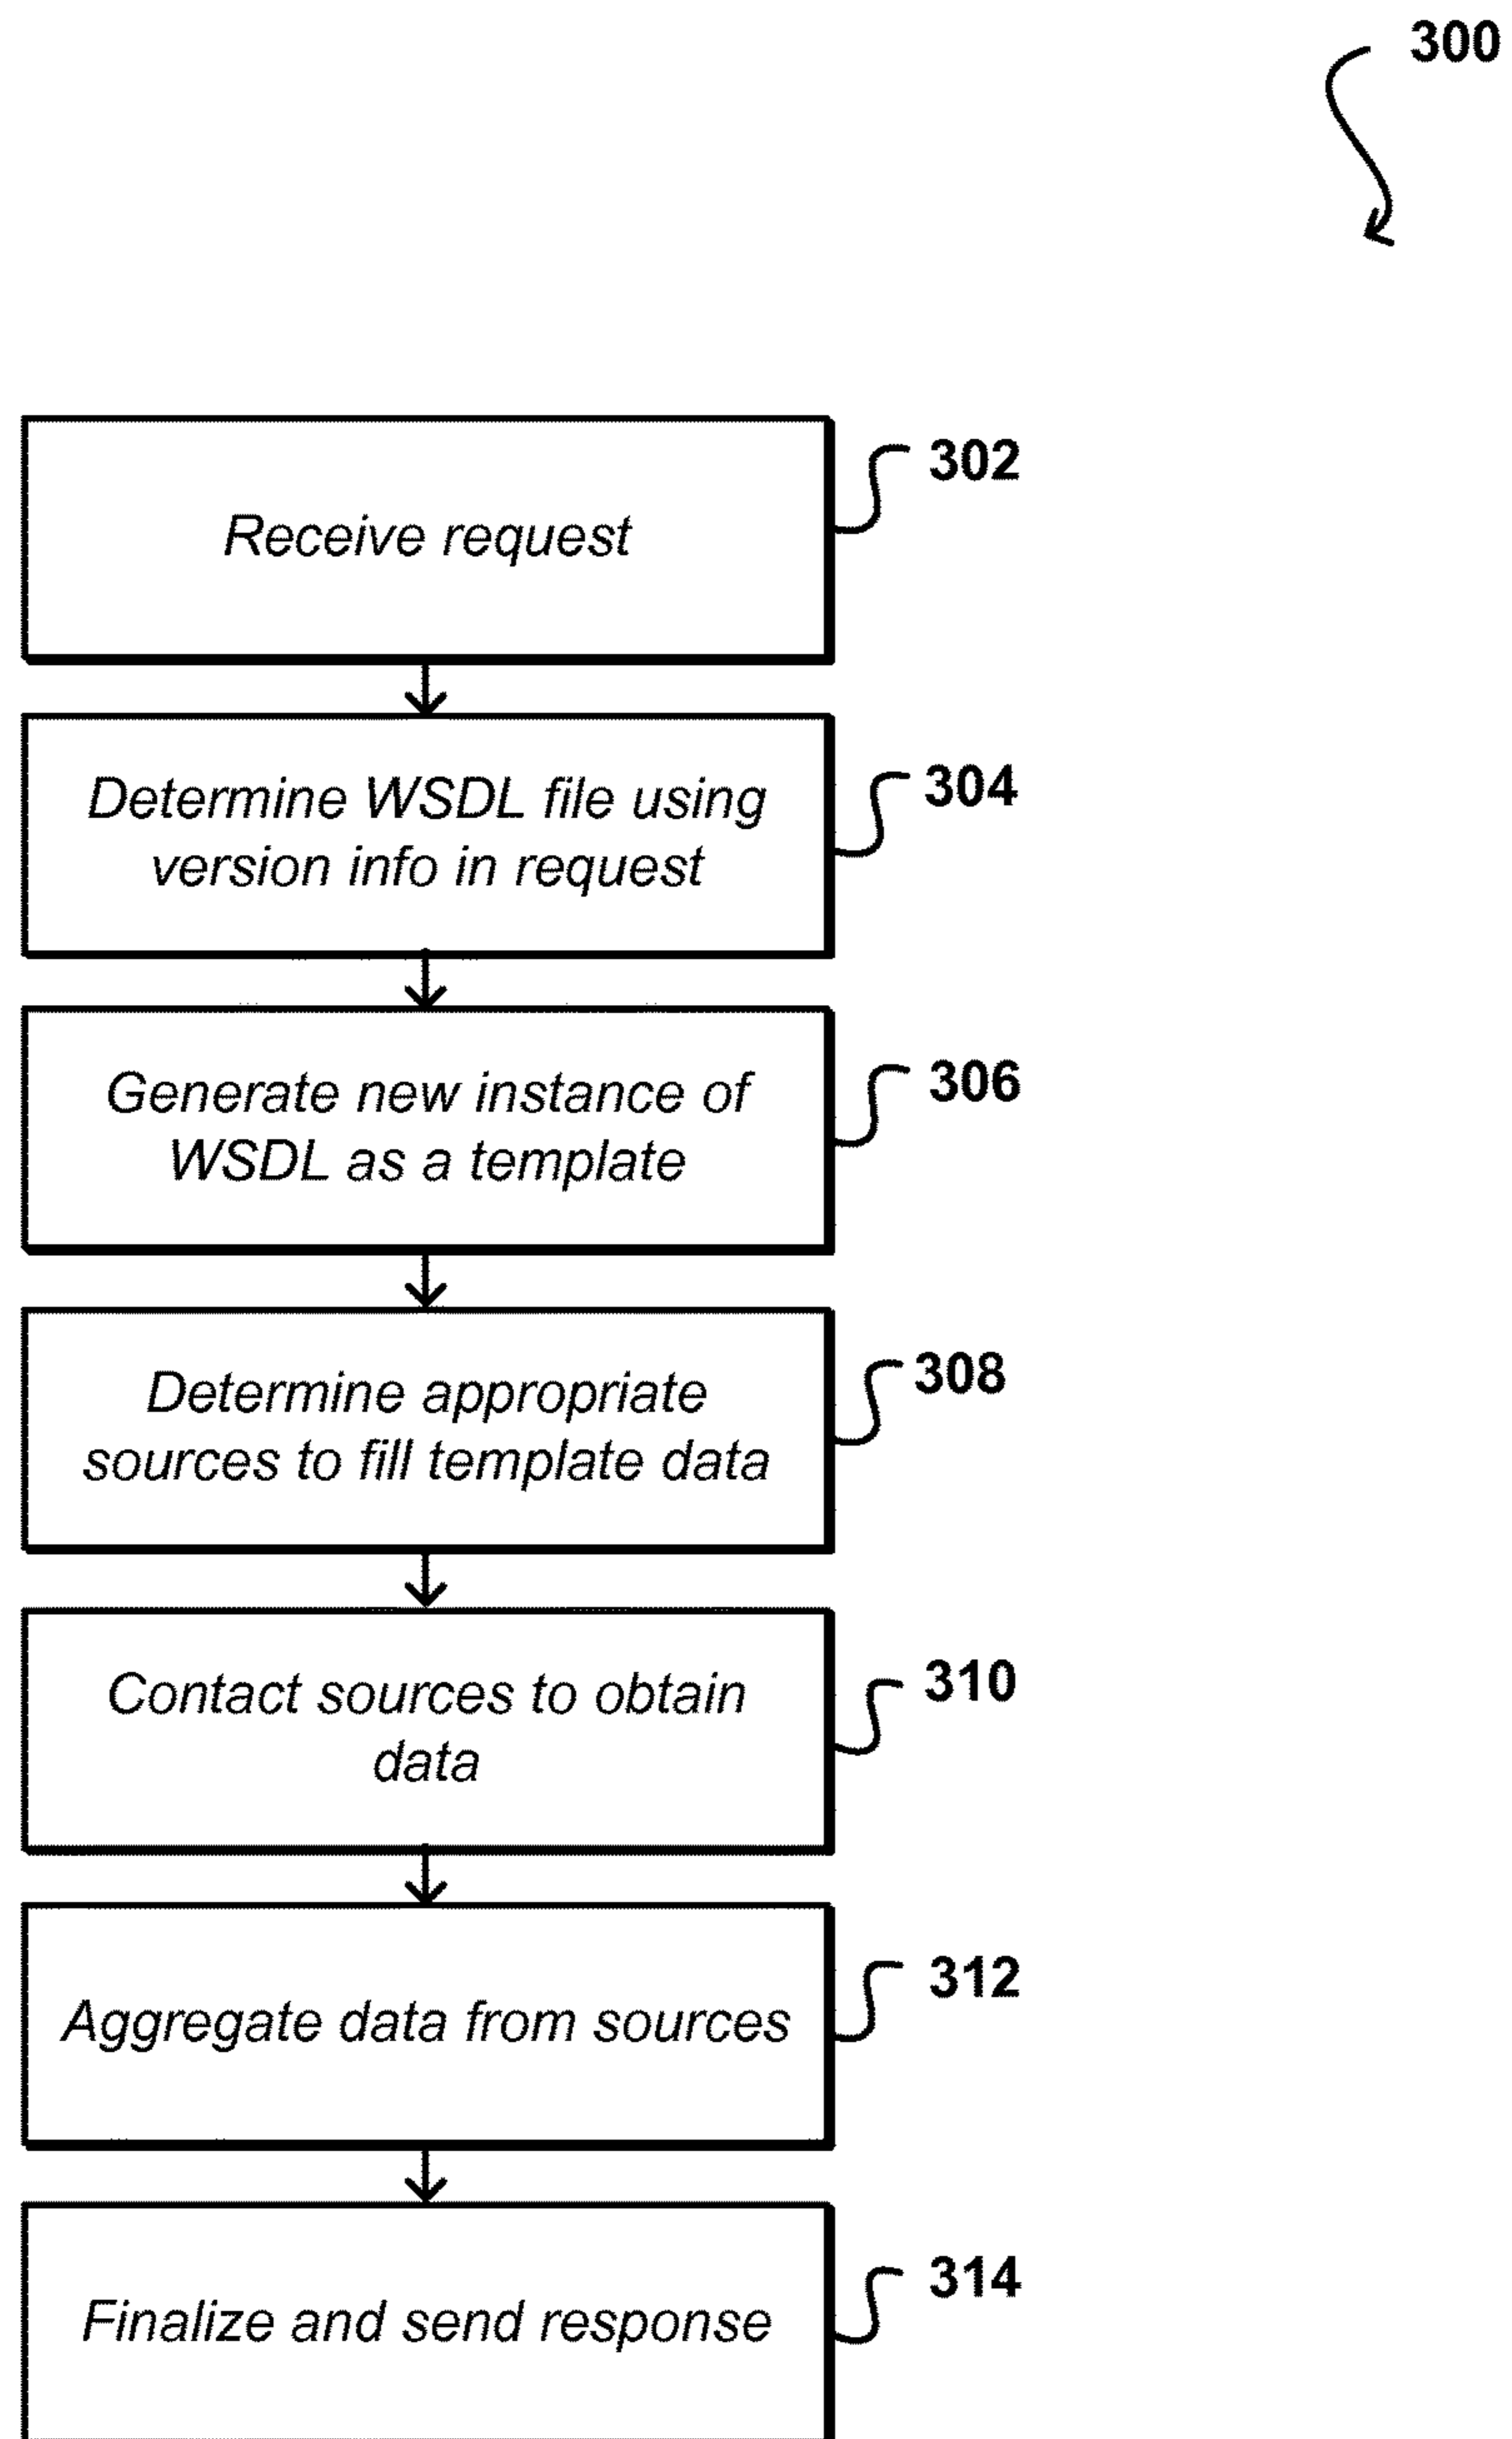 300
Receive request
302
Determine WSDL file using
version info in request
304
Generate new instance of
WSDL as a template
306
Determine appropriate
sources to fill template data
308
Contact sources to obtain
data
310
Aggregate data from sources
312
Finalize and send response
314